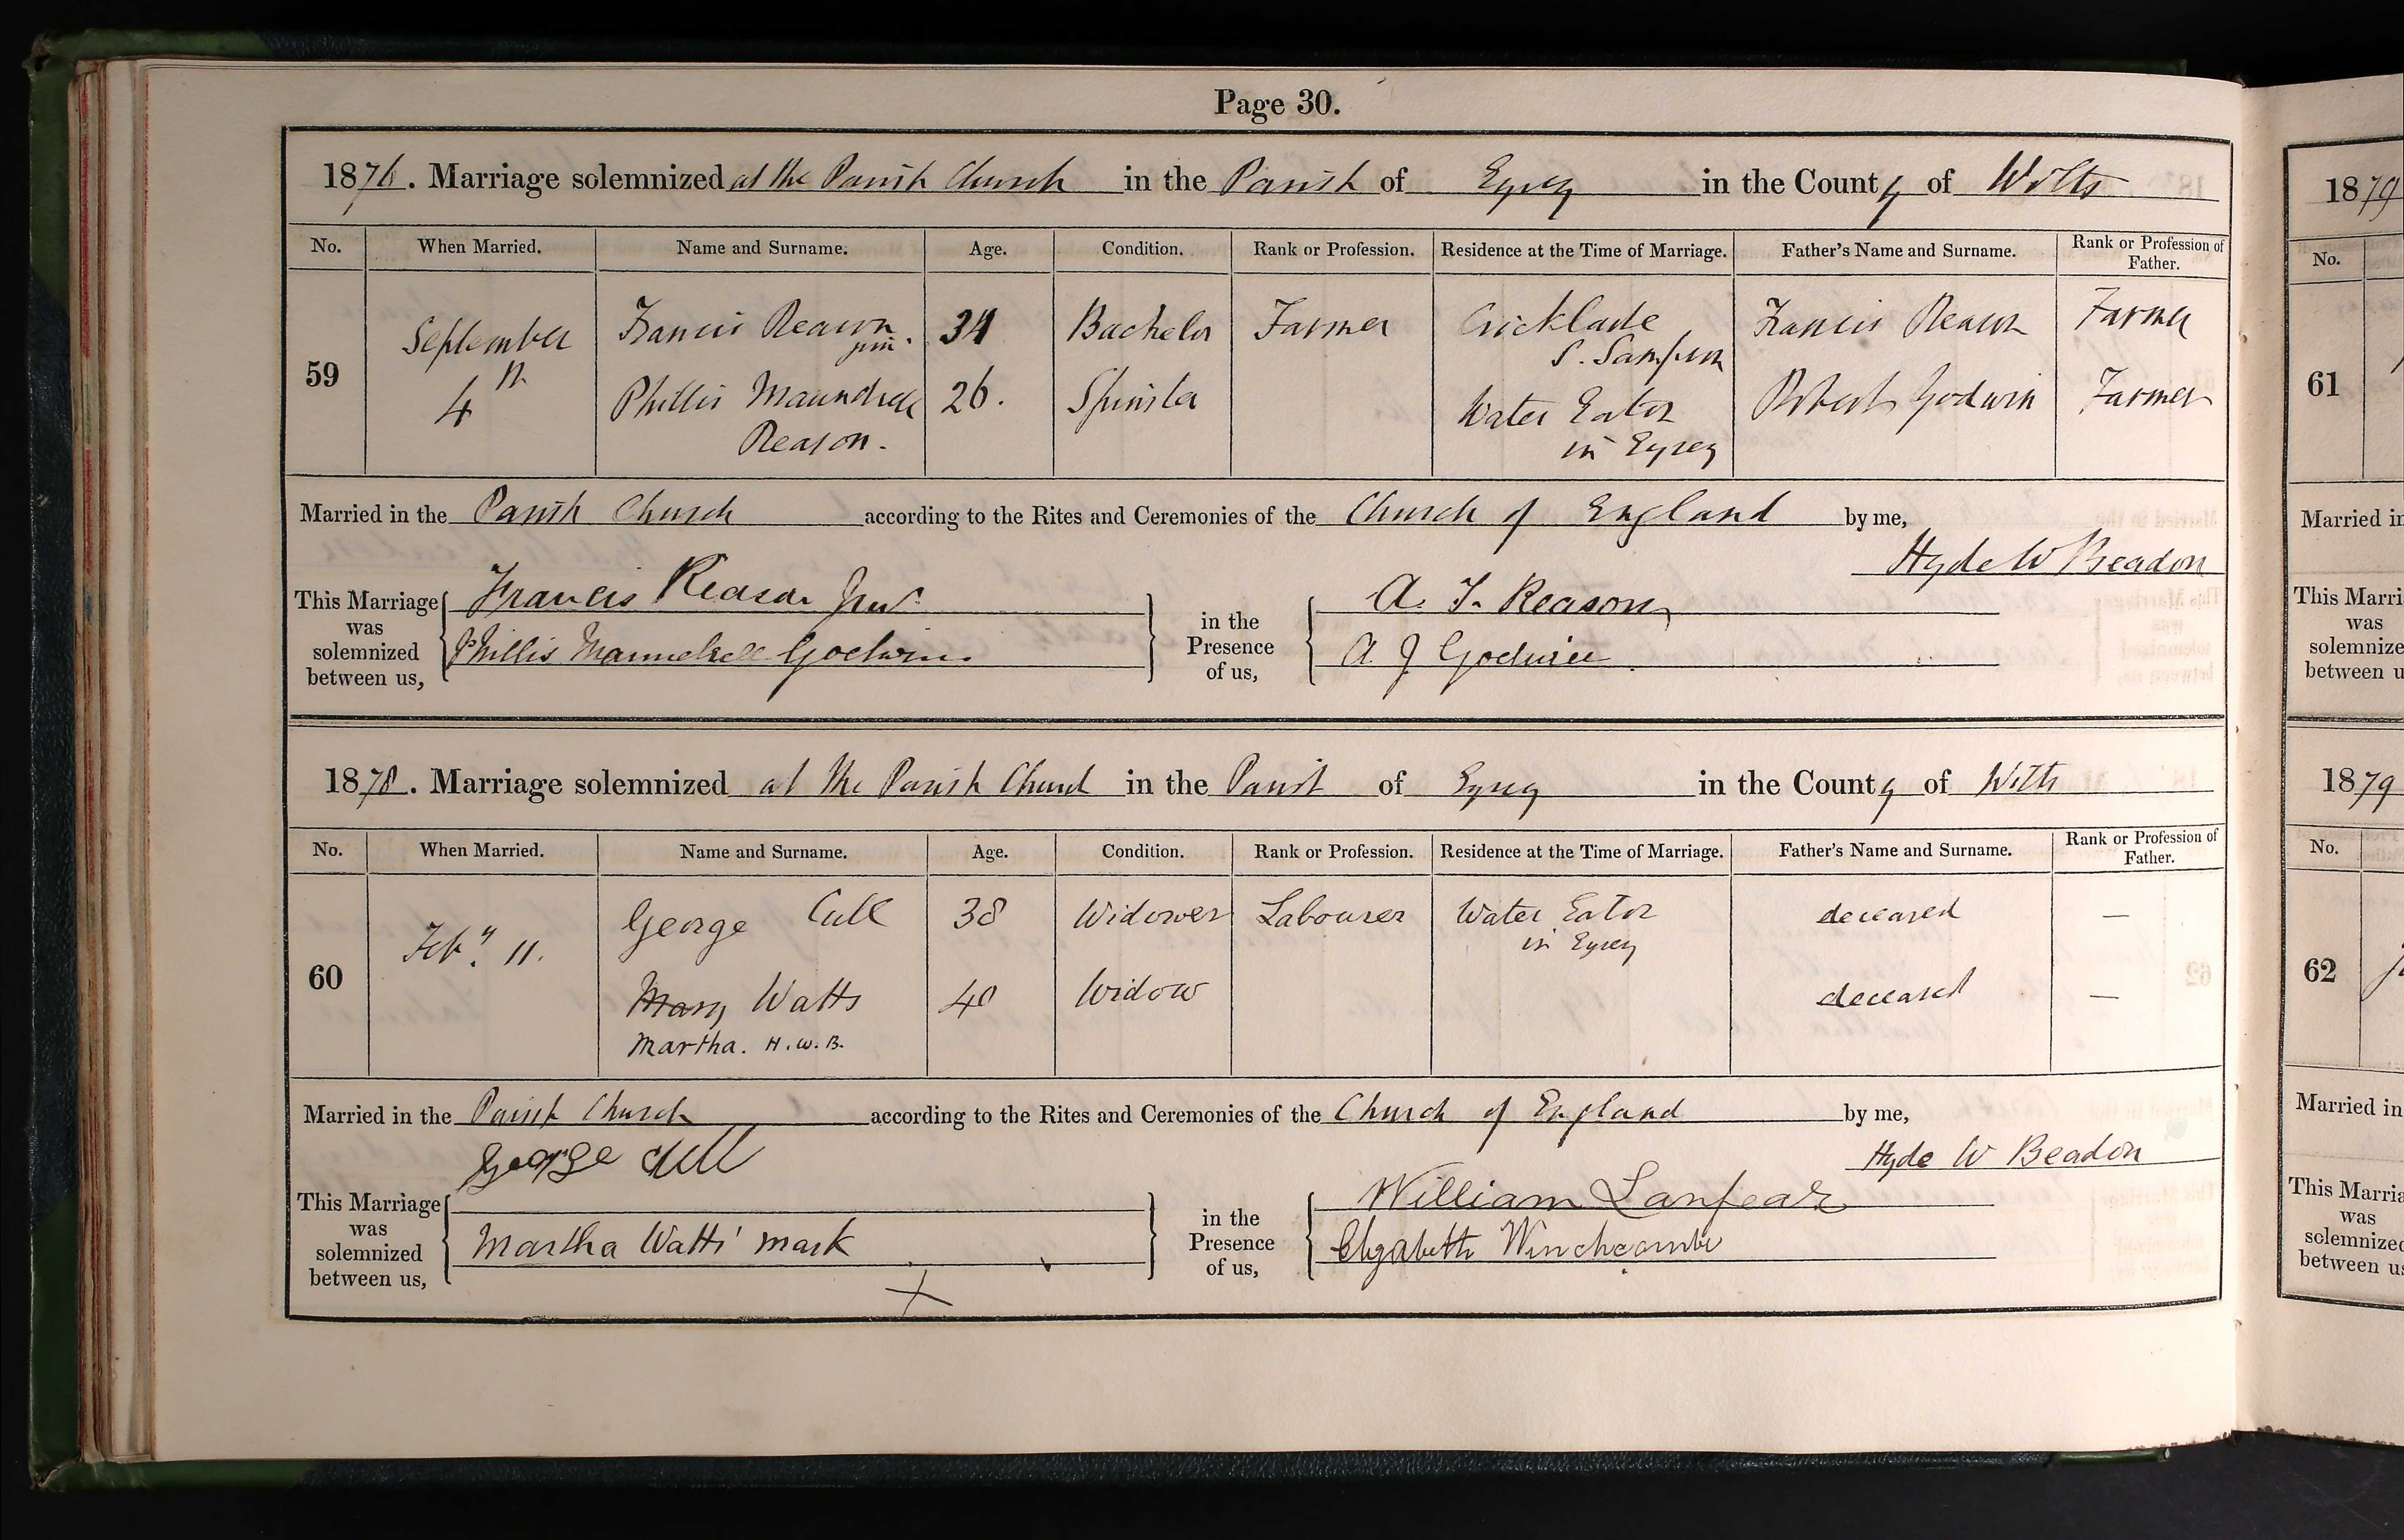 Page 30.
1876. Marriage solemnized at the Parish Church in the Parish of Eysey in the County of Wilts
No. When Married. Name and Surname. Age. Condition. Rank or Profession. Residence at the Time of Marriage. Father's Name and Surname. Rank or Profession of Father.
59 September 4th Francis Reason jun. 34 Bachelor Farmer Cricklade S. Sampson Francis Reason Farmer
Phillis Maundrell Reason. 26. Spinster Water Eaton in Eysey Robert Godwin Farmer
Married in the Parish Church according to the Rites and Ceremonies of the Church of England by me,
Hyde W Beadon
This Marriage was solemnized between us, Francis Reason Junr. in the Presence of us, A. F. Reason
Phillis Maundrell Godwin. A. J Godwin
1878. Marriage solemnized at the Parish Church in the Parish of Eysey in the County of Wilts
No. When Married. Name and Surname. Age. Condition. Rank or Profession. Residence at the Time of Marriage. Father's Name and Surname. Rank or Profession of Father.
60 Feby. 11. George Cull 38 Widower Labourer Water Eaton in Eysey deceased —
Mary Watts 40 Widow deceased —
Martha. H.W.B.
Married in the Parish Church according to the Rites and Ceremonies of the Church of England by me,
Hyde W Beadon
This Marriage was solemnized between us, George Cull in the Presence of us, William Lanfear
Martha Watts' mark X Elizabeth Winchcombe
1879
No.
61
Married in
This Marri
was
solemnize
between u
1879
No.
62
Married in
This Marria
was
solemnized
between us